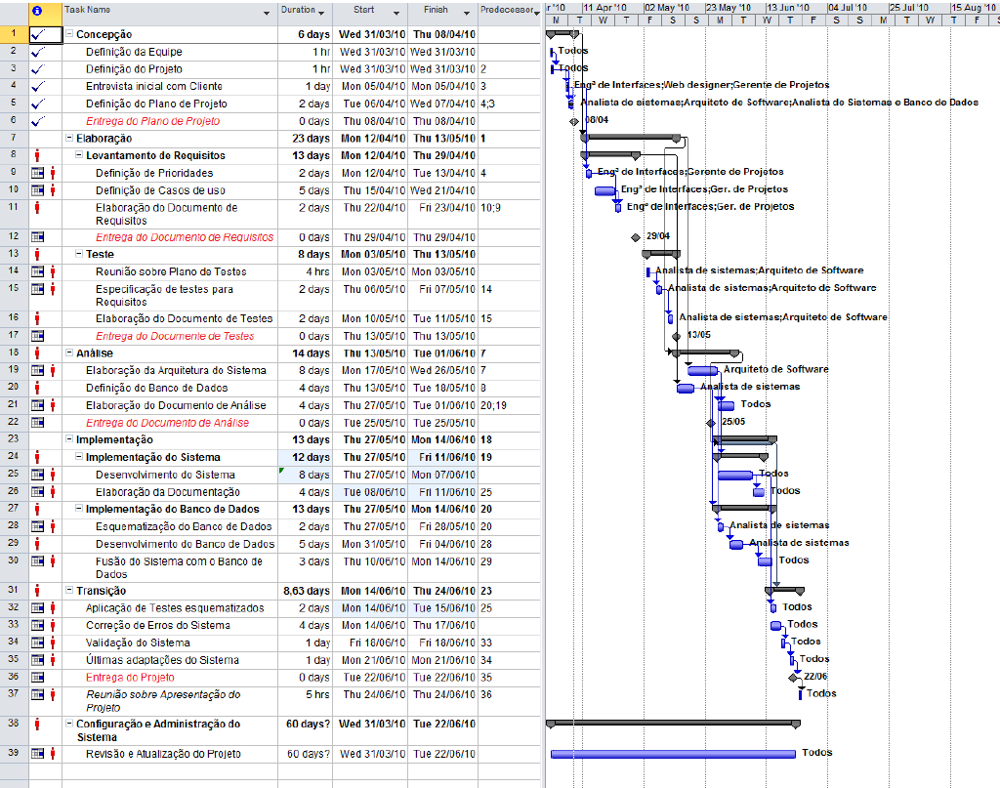 Task Name Duration Start Finish Predecessor r '10 11 Apr '10 02 May '10 23 May '10 13 Jun '10 04 Jul '10 25 Jul '10 15 Aug '10
M T W T F S S M T W T F S S M T W T F S
1 Concepção 6 days Wed 31/03/10 Thu 08/04/10
2 Definição da Equipe 1 hr Wed 31/03/10 Wed 31/03/10 Todos
3 Definição do Projeto 1 hr Wed 31/03/10 Wed 31/03/10 2 Todos
4 Entrevista inicial com Cliente 1 day Mon 05/04/10 Mon 05/04/10 3 Engª de Interfaces;Web designer;Gerente de Projetos
5 Definição do Plano de Projeto 2 days Tue 06/04/10 Wed 07/04/10 4;3 Analista de sistemas;Arquiteto de Software;Analista de Sistemas e Banco de Dados
6 Entrega do Plano de Projeto 0 days Thu 08/04/10 Thu 08/04/10 08/04
7 Elaboração 23 days Mon 12/04/10 Thu 13/05/10 1
8 Levantamento de Requisitos 13 days Mon 12/04/10 Thu 29/04/10
9 Definição de Prioridades 2 days Mon 12/04/10 Tue 13/04/10 4 Engª de Interfaces;Gerente de Projetos
10 Definição de Casos de uso 5 days Thu 15/04/10 Wed 21/04/10 Engª de Interfaces;Ger. de Projetos
11 Elaboração do Documento de Requisitos 2 days Thu 22/04/10 Fri 23/04/10 10;9 Engª de Interfaces;Ger. de Projetos
12 Entrega do Documento de Requisitos 0 days Thu 29/04/10 Thu 29/04/10 29/04
13 Teste 8 days Mon 03/05/10 Thu 13/05/10
14 Reunião sobre Plano de Testes 4 hrs Mon 03/05/10 Mon 03/05/10 Analista de sistemas;Arquiteto de Software
15 Especificação de testes para Requisitos 2 days Thu 06/05/10 Fri 07/05/10 14 Analista de sistemas;Arquiteto de Software
16 Elaboração do Documento de Testes 2 days Mon 10/05/10 Tue 11/05/10 15 Analista de sistemas;Arquiteto de Software
17 Entrega do Documente de Testes 0 days Thu 13/05/10 Thu 13/05/10 13/05
18 Análise 14 days Thu 13/05/10 Tue 01/06/10 7
19 Elaboração da Arquitetura do Sistema 8 days Mon 17/05/10 Wed 26/05/10 7 Arquiteto de Software
20 Definição do Banco de Dados 4 days Thu 13/05/10 Tue 18/05/10 8 Analista de sistemas
21 Elaboração do Documento de Análise 4 days Thu 27/05/10 Tue 01/06/10 20;19 Todos
22 Entrega do Documento de Análise 0 days Tue 25/05/10 Tue 25/05/10 25/05
23 Implementação 13 days Thu 27/05/10 Mon 14/06/10 18
24 Implementação do Sistema 12 days Thu 27/05/10 Fri 11/06/10 19
25 Desenvolvimento do Sistema 8 days Thu 27/05/10 Mon 07/06/10 Todos
26 Elaboração da Documentação 4 days Tue 08/06/10 Fri 11/06/10 25 Todos
27 Implementação do Banco de Dados 13 days Thu 27/05/10 Mon 14/06/10 20
28 Esquematização do Banco de Dados 2 days Thu 27/05/10 Fri 28/05/10 20 Analista de sistemas
29 Desenvolvimento do Banco de Dados 5 days Mon 31/05/10 Fri 04/06/10 28 Analista de sistemas
30 Fusão do Sistema com o Banco de Dados 3 days Thu 10/06/10 Mon 14/06/10 29 Todos
31 Transição 8,63 days Mon 14/06/10 Thu 24/06/10 23
32 Aplicação de Testes esquematizados 2 days Mon 14/06/10 Tue 15/06/10 25 Todos
33 Correção de Erros do Sistema 4 days Mon 14/06/10 Thu 17/06/10 Todos
34 Validação do Sistema 1 day Fri 18/06/10 Fri 18/06/10 33 Todos
35 Últimas adaptações do Sistema 1 day Mon 21/06/10 Mon 21/06/10 34 Todos
36 Entrega do Projeto 0 days Tue 22/06/10 Tue 22/06/10 35 22/06
37 Reunião sobre Apresentação do Projeto 5 hrs Thu 24/06/10 Thu 24/06/10 36 Todos
38 Configuração e Administração do Sistema 60 days? Wed 31/03/10 Tue 22/06/10
39 Revisão e Atualização do Projeto 60 days? Wed 31/03/10 Tue 22/06/10 Todos